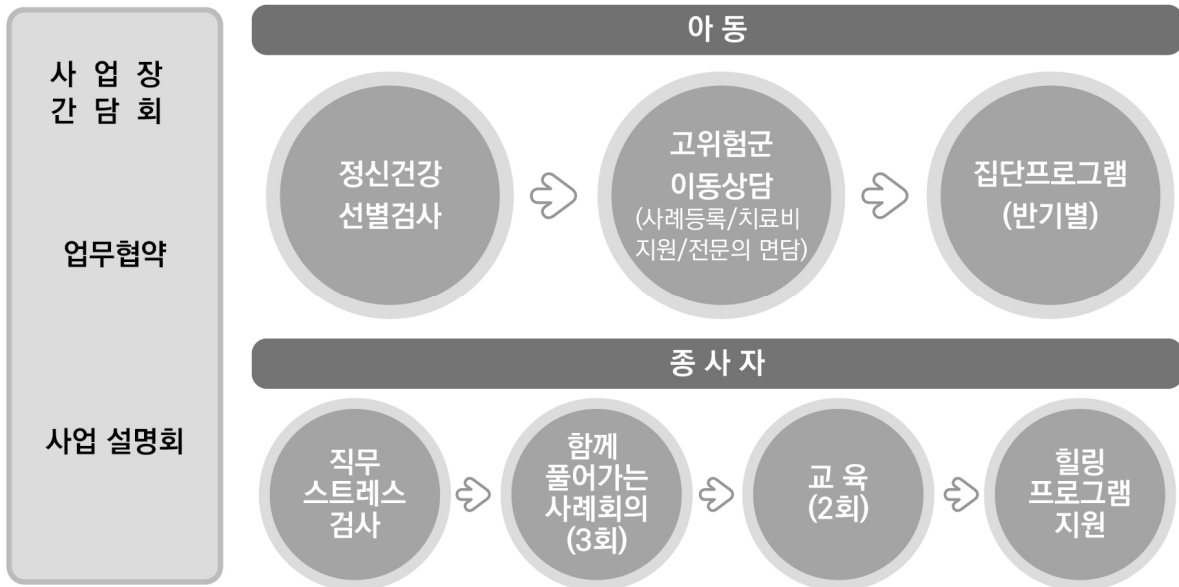 사 업 장
간 담 회
업무협약
사업 설명회
아 동
정신건강
선별검사
고위험군
이동상담
(사례등록/치료비
지원/전문의 면담)
집단프로그램
(반기별)
종 사 자
직무
스트레스
검사
함께
풀어가는
사례회의
(3회)
교 육
(2회)
힐링
프로그램
지원